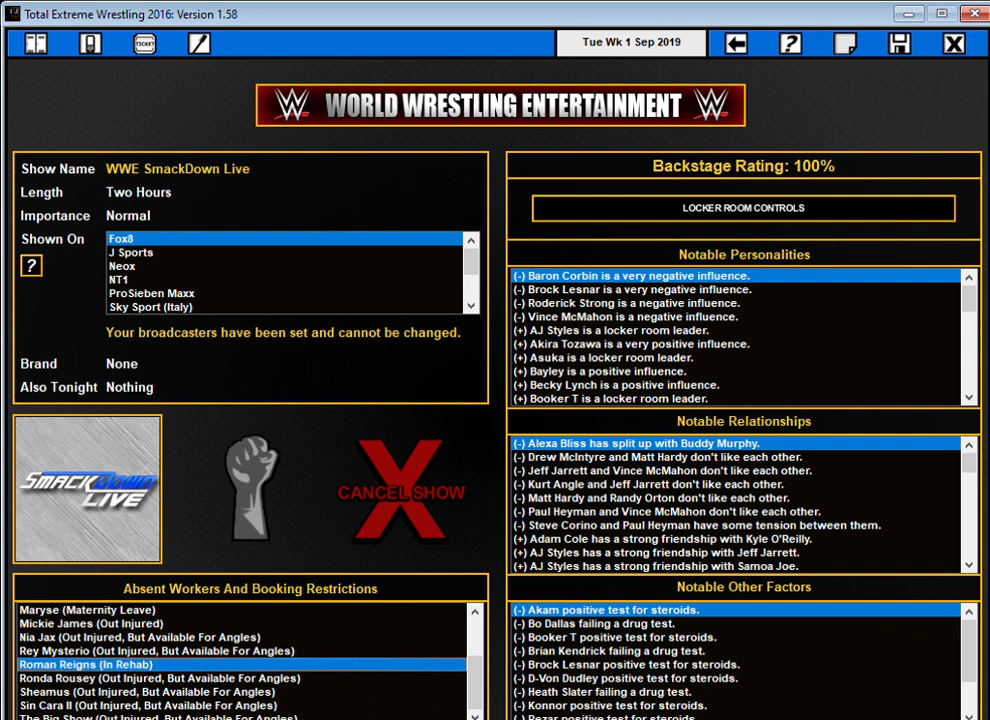 Total Extreme Wrestling 2016: Version 1.58
TICKET
Tue Wk 1 Sep 2019
?
X
W WORLD WRESTLING ENTERTAINMENT W
Show Name WWE SmackDown Live
Length Two Hours
Importance Normal
Shown On
?
Fox8
J Sports
Neox
NT1
ProSieben Maxx
Sky Sport (Italy)
Your broadcasters have been set and cannot be changed.
Brand None
Also Tonight Nothing
SMACKDOWN
LIVE
CANCEL SHOW
Absent Workers And Booking Restrictions
Maryse (Maternity Leave)
Mickie James (Out Injured)
Nia Jax (Out Injured, But Available For Angles)
Rey Mysterio (Out Injured, But Available For Angles)
Roman Reigns (In Rehab)
Ronda Rousey (Out Injured, But Available For Angles)
Sheamus (Out Injured, But Available For Angles)
Sin Cara II (Out Injured, But Available For Angles)
The Big Show (Out Injured, But Available For Angles)
Backstage Rating: 100%
LOCKER ROOM CONTROLS
Notable Personalities
(-) Baron Corbin is a very negative influence.
(-) Brock Lesnar is a very negative influence.
(-) Roderick Strong is a negative influence.
(-) Vince McMahon is a negative influence.
(+) AJ Styles is a locker room leader.
(+) Akira Tozawa is a very positive influence.
(+) Asuka is a locker room leader.
(+) Bayley is a positive influence.
(+) Becky Lynch is a positive influence.
(+) Booker T is a locker room leader.
Notable Relationships
(-) Alexa Bliss has split up with Buddy Murphy.
(-) Drew McIntyre and Matt Hardy don't like each other.
(-) Jeff Jarrett and Vince McMahon don't like each other.
(-) Kurt Angle and Jeff Jarrett don't like each other.
(-) Matt Hardy and Randy Orton don't like each other.
(-) Paul Heyman and Vince McMahon don't like each other.
(-) Steve Corino and Paul Heyman have some tension between them.
(+) Adam Cole has a strong friendship with Kyle O'Reilly.
(+) AJ Styles has a strong friendship with Jeff Jarrett.
(+) AJ Styles has a strong friendship with Samoa Joe.
Notable Other Factors
(-) Akam positive test for steroids.
(-) Bo Dallas failing a drug test.
(-) Booker T positive test for steroids.
(-) Brian Kendrick failing a drug test.
(-) Brock Lesnar positive test for steroids.
(-) D-Von Dudley positive test for steroids.
(-) Heath Slater failing a drug test.
(-) Konnor positive test for steroids.
(-) Rezar positive test for steroids.